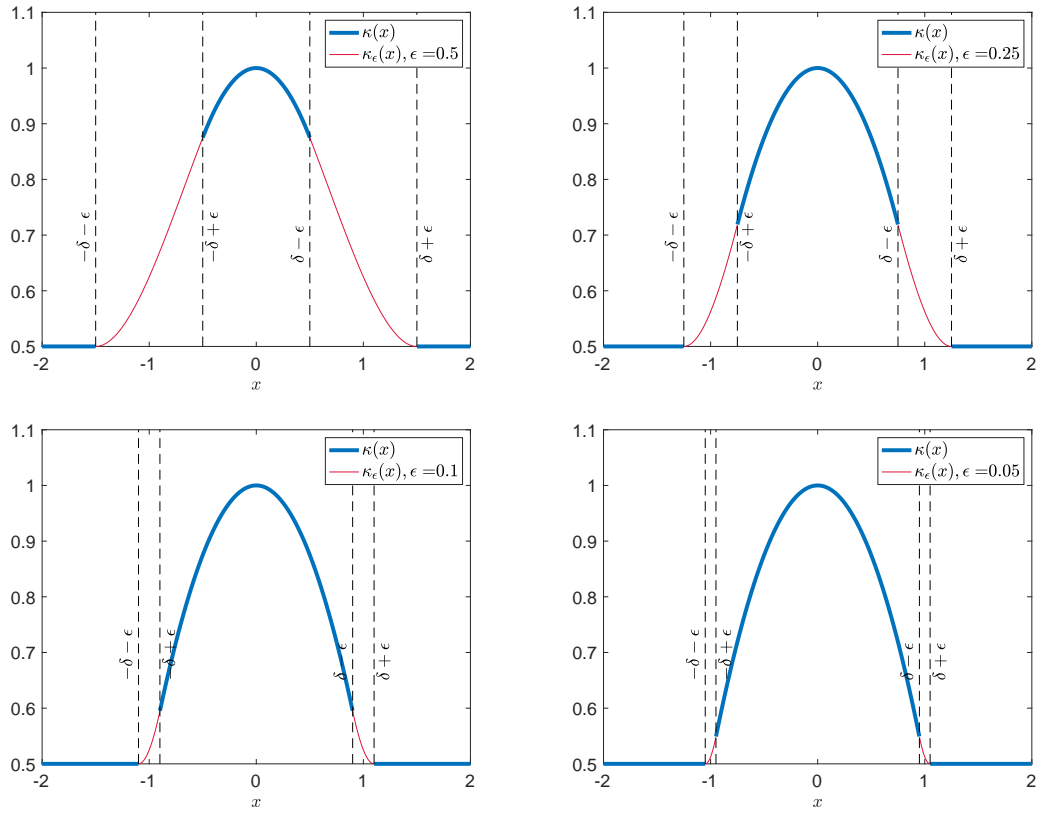 κ(x)
κ_ϵ(x), ϵ =0.5
1.1
1
0.9
0.8
0.7
0.6
0.5
−δ − ϵ
−δ + ϵ
δ − ϵ
δ + ϵ
-2 -1 0 1 2
x
κ(x)
κ_ϵ(x), ϵ =0.25
1.1
1
0.9
0.8
0.7
0.6
0.5
−δ − ϵ
−δ + ϵ
δ − ϵ
δ + ϵ
-2 -1 0 1 2
x
κ(x)
κ_ϵ(x), ϵ =0.1
1.1
1
0.9
0.8
0.7
0.6
0.5
−δ − ϵ
−δ + ϵ
δ − ϵ
δ + ϵ
-2 -1 0 1 2
x
κ(x)
κ_ϵ(x), ϵ =0.05
1.1
1
0.9
0.8
0.7
0.6
0.5
−δ − ϵ
−δ + ϵ
δ − ϵ
δ + ϵ
-2 -1 0 1 2
x